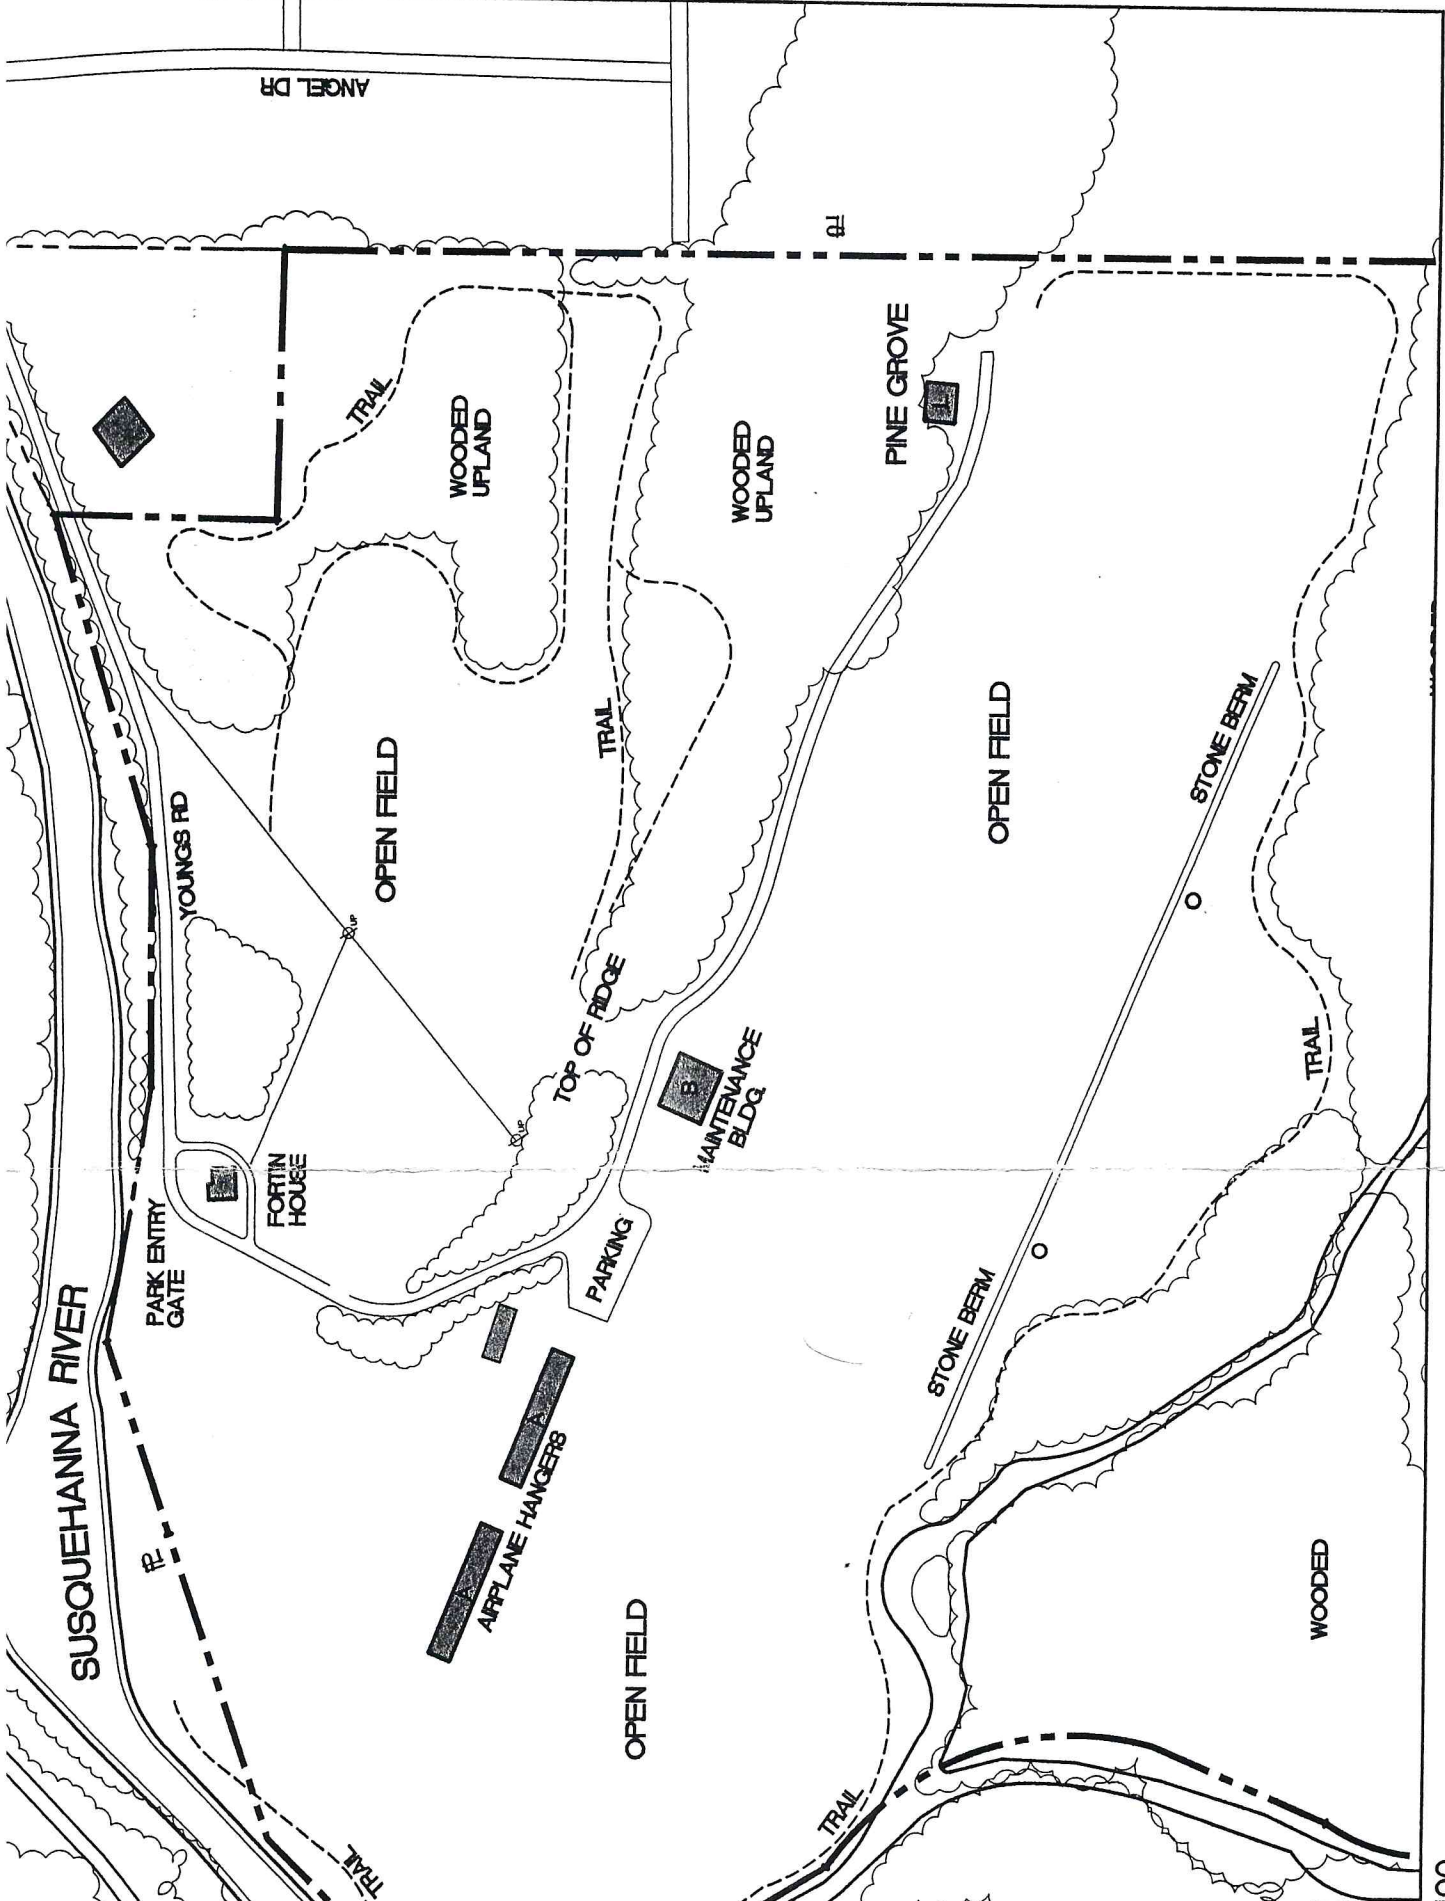 ANGEL DR
TRAIL
WOODED
UPLAND
WOODED
UPLAND
PINE GROVE
YOUNGS RD
OPEN FIELD
TRAIL
OPEN FIELD
STONE BERM
UP
TOP OF RIDGE
UP
B
MAINTENANCE
BLDG.
TRAIL
PARK ENTRY
GATE
FORTIN
HOUSE
PARKING
STONE BERM
SUSQUEHANNA RIVER
A
A
AIRPLANE HANGERS
OPEN FIELD
WOODED
TRAIL
TRAIL